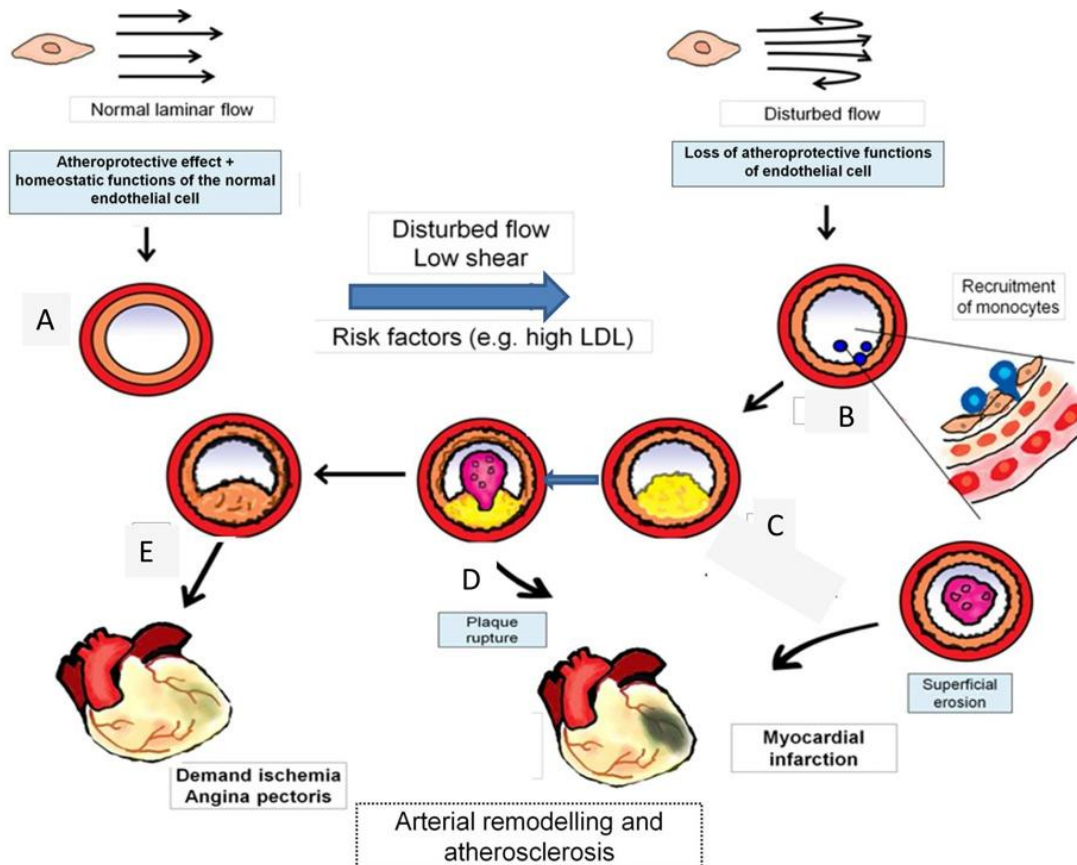 Normal laminar flow
Disturbed flow
Atheroprotective effect +
homeostatic functions of the normal
endothelial cell
Loss of atheroprotective functions
of endothelial cell
Disturbed flow
Low shear
Risk factors (e.g. high LDL)
Recruitment
of monocytes
A
B
C
D
E
Plaque
rupture
Superficial
erosion
Myocardial
infarction
Demand ischemia
Angina pectoris
Arterial remodelling and
atherosclerosis